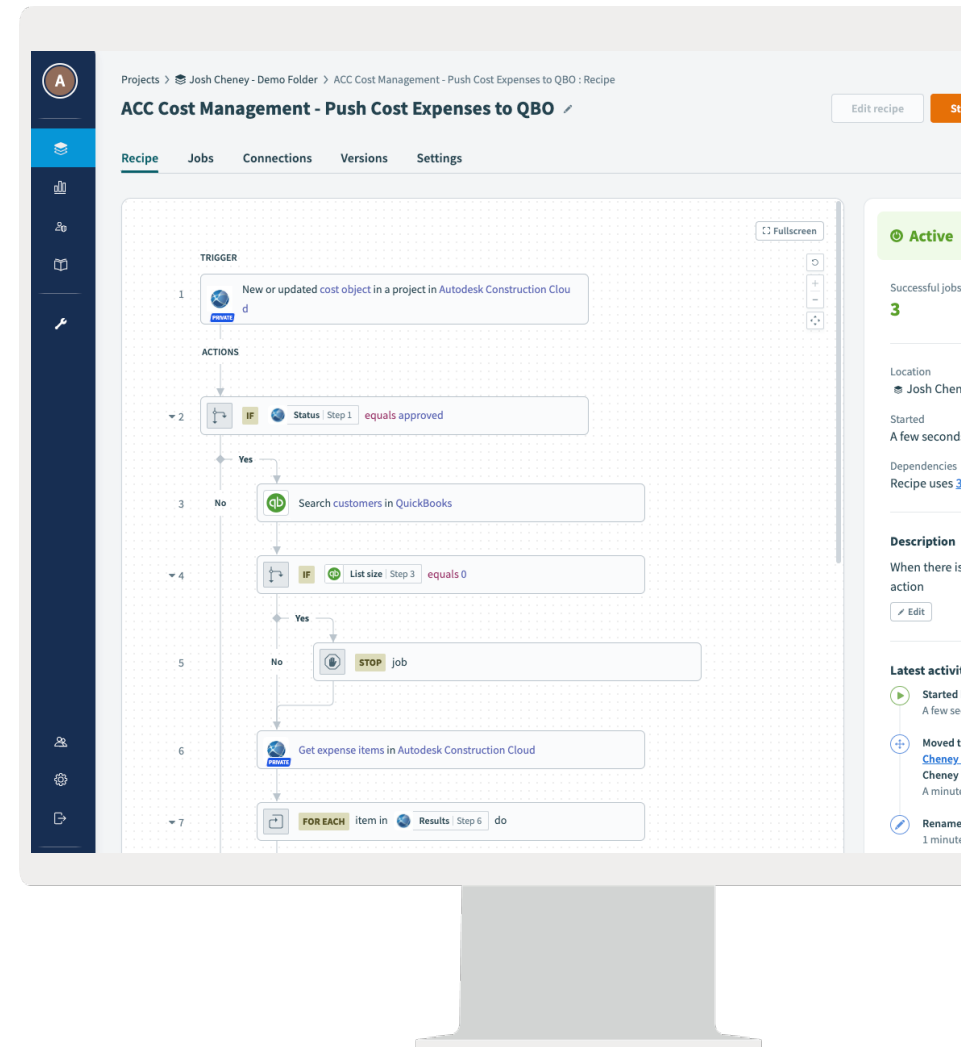 A
Projects > Josh Cheney - Demo Folder > ACC Cost Management - Push Cost Expenses to QBO : Recipe
ACC Cost Management - Push Cost Expenses to QBO
Edit recipe
St
Recipe Jobs Connections Versions Settings
Fullscreen
TRIGGER
1
New or updated cost object in a project in Autodesk Construction Clou
d
PRIVATE
ACTIONS
2 IF Status Step 1 equals approved
Yes
No
3 qb Search customers in QuickBooks
4 IF qb List size Step 3 equals 0
Yes
No
5 STOP job
6 Get expense items in Autodesk Construction Cloud
PRIVATE
7 FOR EACH item in Results Step 6 do
Active
Successful jobs
3
Location
Josh Chen
Started
A few second
Dependencies
Recipe uses 3
Description
When there is
action
Edit
Latest activit
Started
A few se
Moved t
Cheney
Cheney
A minute
Rename
1 minute